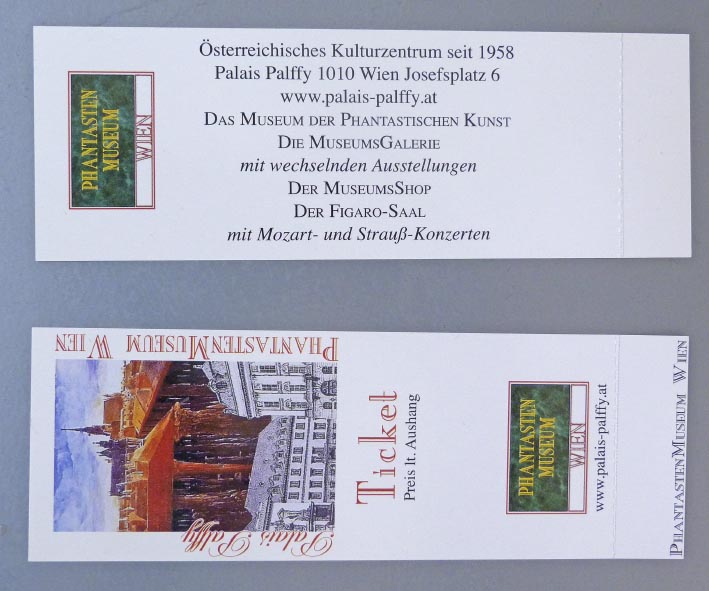 Österreichisches Kulturzentrum seit 1958
Palais Palffy 1010 Wien Josefsplatz 6
www.palais-palffy.at
DAS MUSEUM DER PHANTASTISCHEN KUNST
DIE MUSEUMSGALERIE
mit wechselnden Ausstellungen
DER MUSEUMSSHOP
DER FIGARO-SAAL
mit Mozart- und Strauß-Konzerten
PHANTASTEN
MUSEUM
WIEN
PHANTASTENMUSEUM WIEN
Palais Palffy
Ticket
Preis lt. Aushang
PHANTASTEN
MUSEUM
WIEN
www.palais-palffy.at
PHANTASTENMUSEUM WIEN